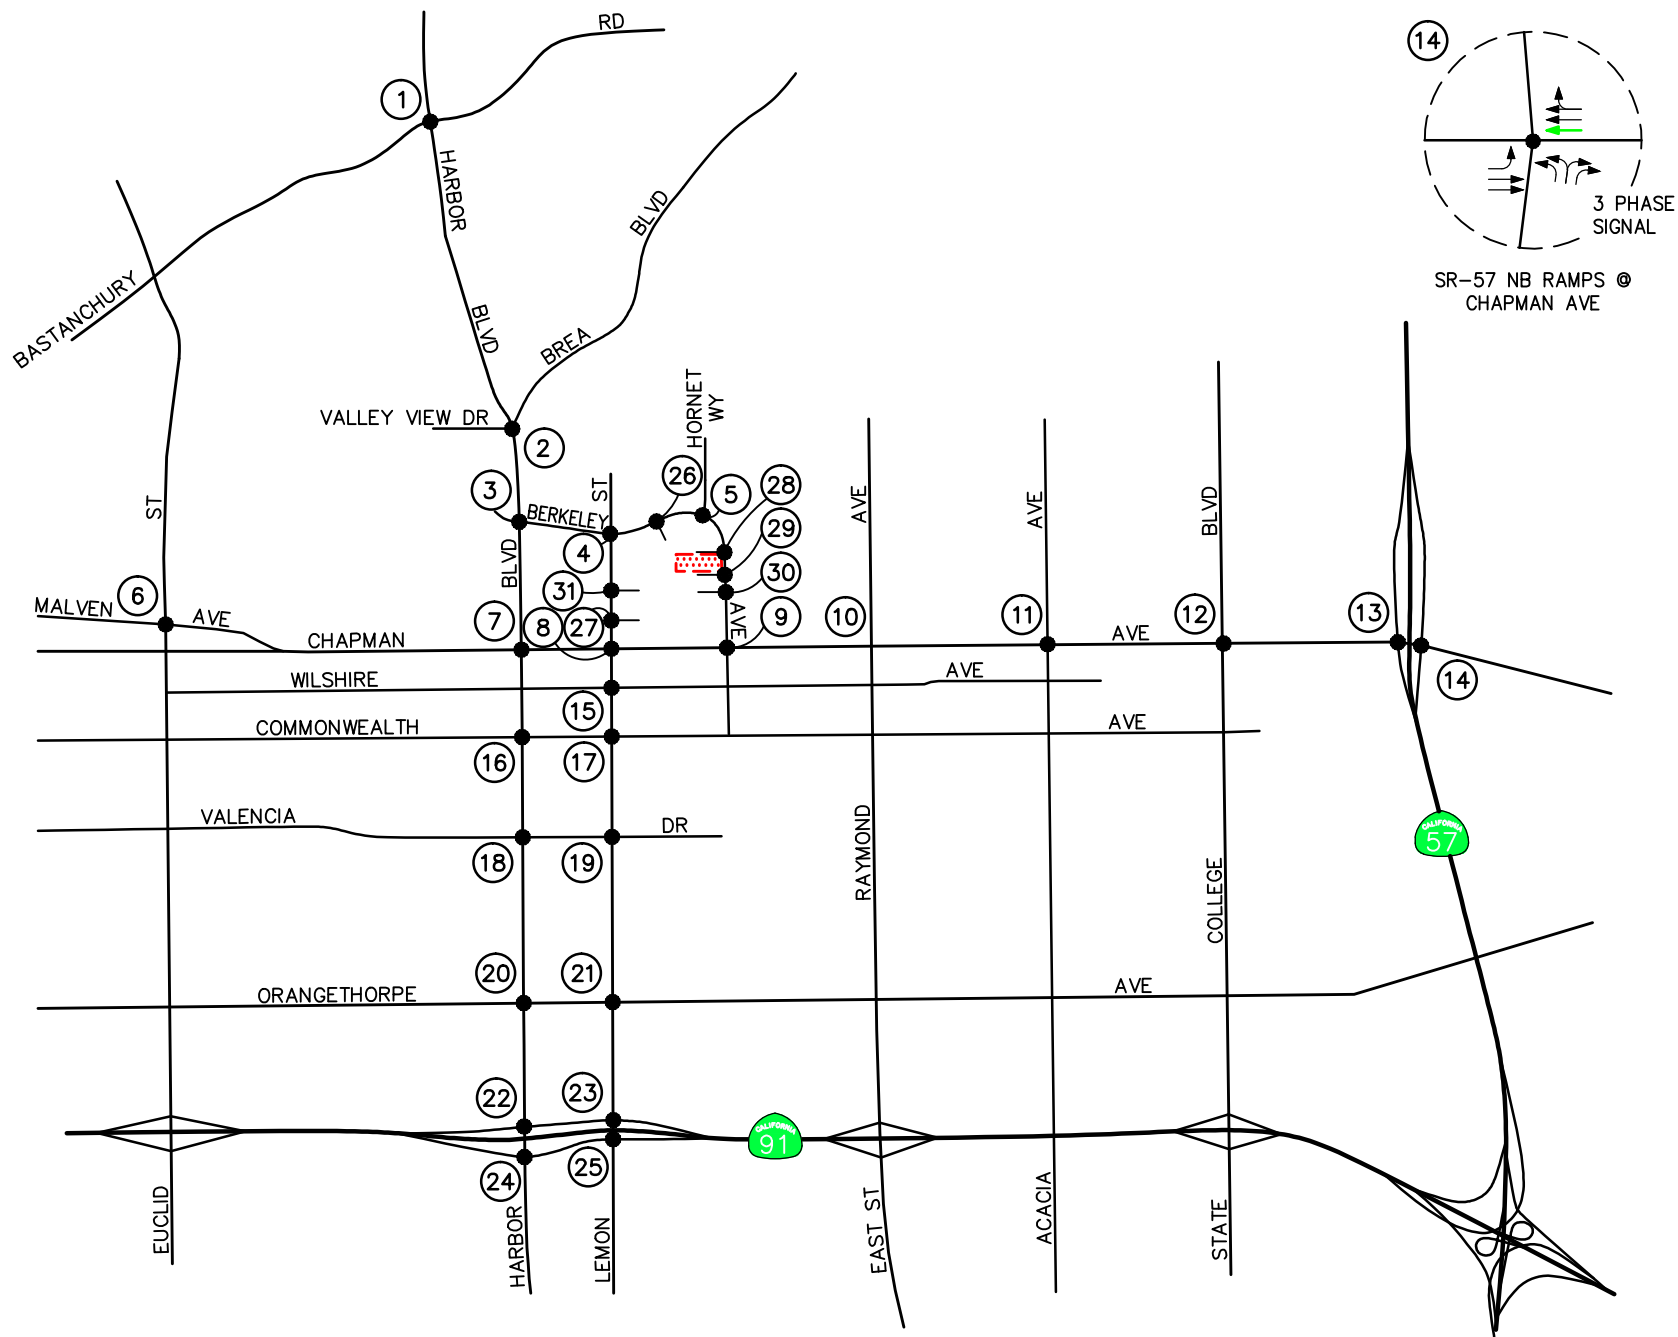 RD
14
1
3 PHASE
SIGNAL
HARBOR
BLVD
SR-57 NB RAMPS @
CHAPMAN AVE
BASTANCHURY
BLVD
BREA
HORNET
WY
VALLEY VIEW DR
2
ST
3
ST
26
5
28
AVE
AVE
BLVD
BERKELEY
29
4
BLVD
30
31
6
MALVEN
AVE
7
8
27
AVE
9
10
11
12
13
CHAPMAN
AVE
WILSHIRE
AVE
14
15
COMMONWEALTH
AVE
16
17
VALENCIA
DR
CALIFORNIA
57
18
19
RAYMOND
COLLEGE
20
21
ORANGETHORPE
AVE
22
23
CALIFORNIA
91
24
25
EUCLID
HARBOR
LEMON
EAST ST
ACACIA
STATE